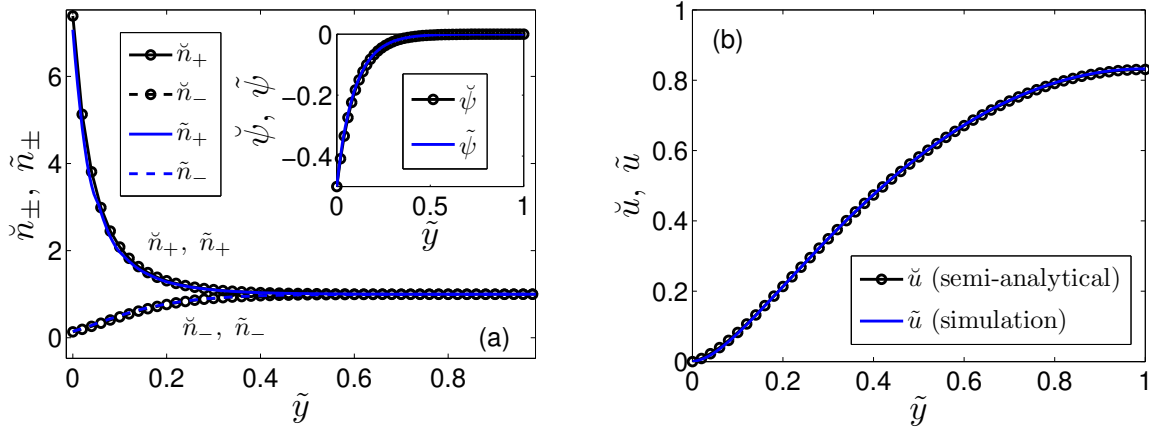 7
6
4
2
0
0
0.2
0.4
0.6
0.8
ỹ
n̆±, ñ±
n̆+
n̆−
ñ+
ñ−
n̆+, ñ+
n̆−, ñ−
(a)
0
−0.2
−0.4
0
0.5
1
ỹ
ψ̆, ψ̃
ψ̆
ψ̃
(b)
1
0.8
0.6
0.4
0.2
0
0
0.2
0.4
0.6
0.8
1
ỹ
ŭ, ũ
ŭ (semi-analytical)
ũ (simulation)